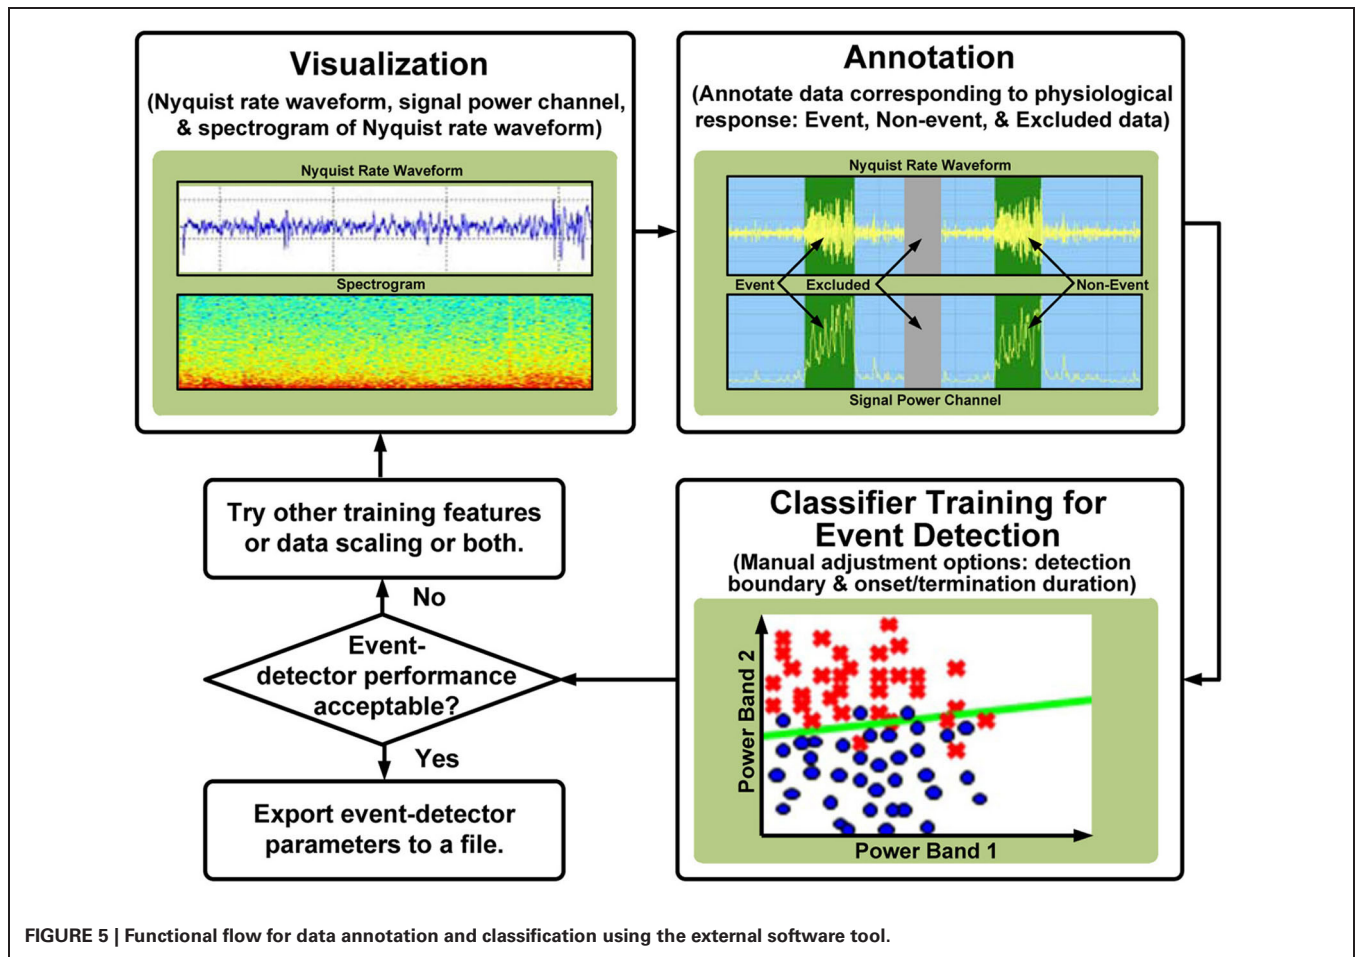 Visualization
(Nyquist rate waveform, signal power channel,
& spectrogram of Nyquist rate waveform)
Nyquist Rate Waveform
Spectrogram
Annotation
(Annotate data corresponding to physiological
response: Event, Non-event, & Excluded data)
Nyquist Rate Waveform
Event
Excluded
Non-Event
Signal Power Channel
Classifier Training for
Event Detection
(Manual adjustment options: detection
boundary & onset/termination duration)
Power Band 2
Power Band 1
Event-
detector performance
acceptable?
No
Try other training features
or data scaling or both.
Yes
Export event-detector
parameters to a file.
FIGURE 5 | Functional flow for data annotation and classification using the external software tool.